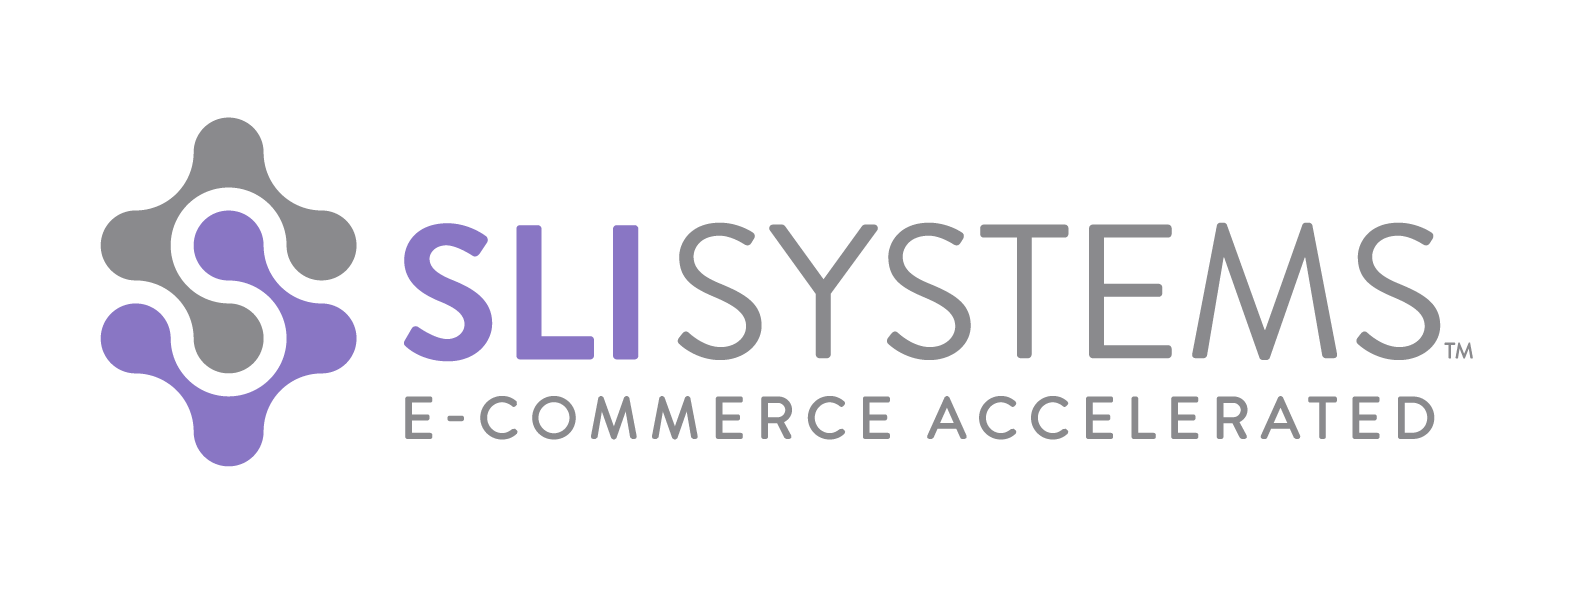 SLISYSTEMS™
E-COMMERCE ACCELERATED